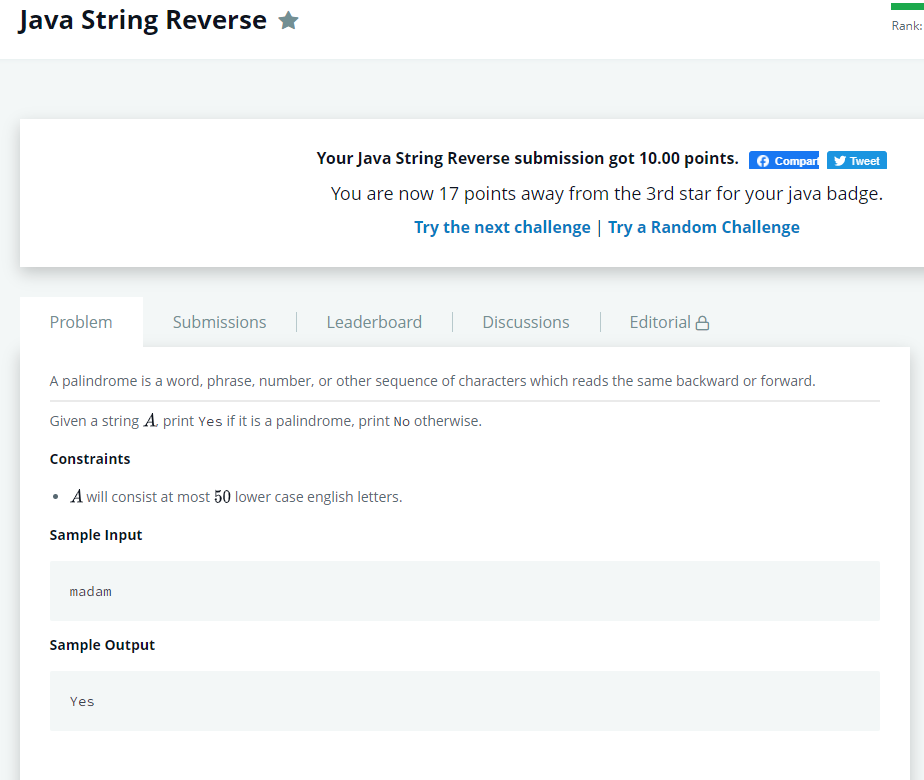 Java String Reverse
Rank:
Your Java String Reverse submission got 10.00 points. Compart Tweet
You are now 17 points away from the 3rd star for your java badge.
Try the next challenge | Try a Random Challenge
Problem Submissions Leaderboard Discussions Editorial
A palindrome is a word, phrase, number, or other sequence of characters which reads the same backward or forward.
Given a string A, print Yes if it is a palindrome, print No otherwise.
Constraints
• A will consist at most 50 lower case english letters.
Sample Input
madam
Sample Output
Yes